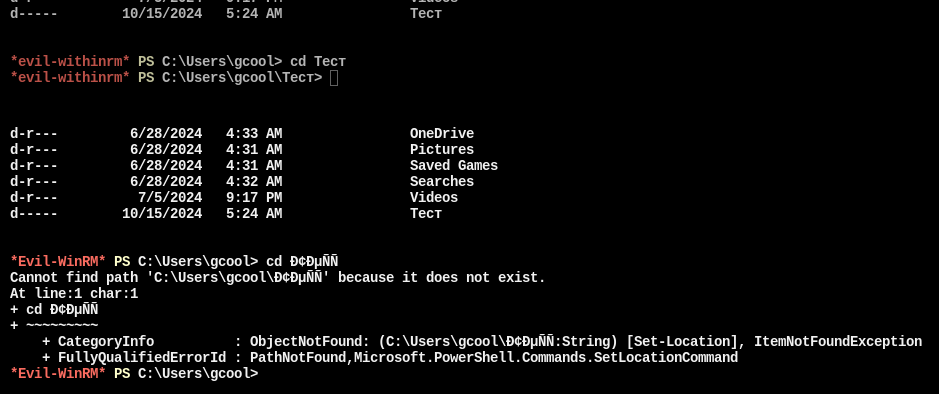 d----- 10/15/2024 5:24 AM Тест
*evil-withinrm* PS C:\Users\gcool> cd Тест
*evil-withinrm* PS C:\Users\gcool\Тест>
d-r--- 6/28/2024 4:33 AM OneDrive
d-r--- 6/28/2024 4:31 AM Pictures
d-r--- 6/28/2024 4:31 AM Saved Games
d-r--- 6/28/2024 4:32 AM Searches
d-r--- 7/5/2024 9:17 PM Videos
d----- 10/15/2024 5:24 AM Тест
*Evil-WinRM* PS C:\Users\gcool> cd Ð¢ÐµÑÑ
Cannot find path 'C:\Users\gcool\Ð¢ÐµÑÑ' because it does not exist.
At line:1 char:1
+ cd Ð¢ÐµÑÑ
+ ~~~~~~~~~
+ CategoryInfo : ObjectNotFound: (C:\Users\gcool\Ð¢ÐµÑÑ:String) [Set-Location], ItemNotFoundException
+ FullyQualifiedErrorId : PathNotFound,Microsoft.PowerShell.Commands.SetLocationCommand
*Evil-WinRM* PS C:\Users\gcool>